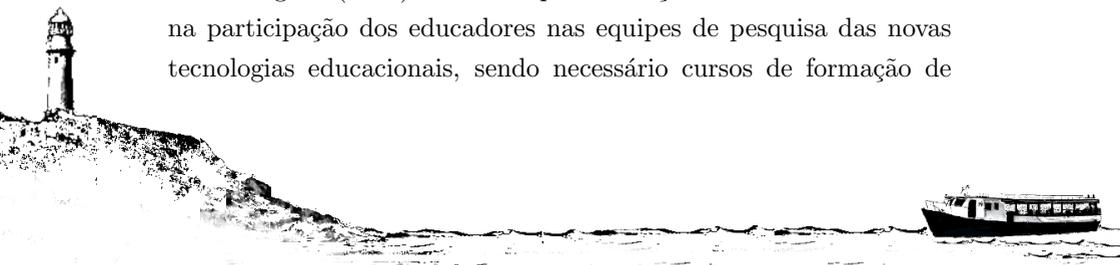 na participação dos educadores nas equipes de pesquisa das novas
tecnologias educacionais, sendo necessário cursos de formação de